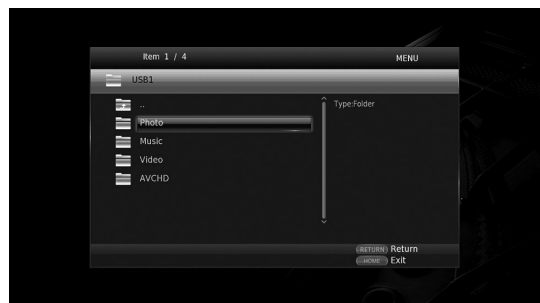 Item 1 / 4 MENU
USB1
..
Photo Type:Folder
Music
Video
AVCHD
RETURN Return
HOME Exit